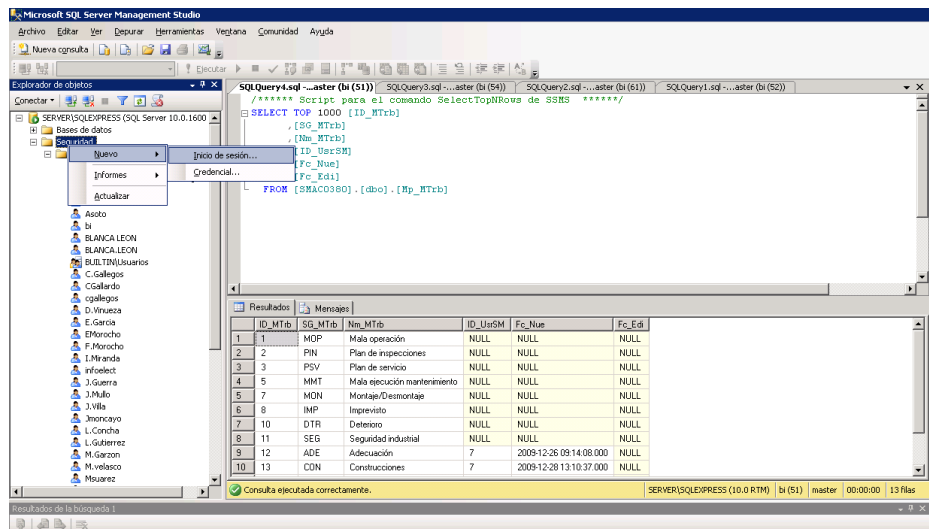 Microsoft SQL Server Management Studio
Archivo Editar Ver Depurar Herramientas Ventana Comunidad Ayuda
Nueva consulta
Ejecutar
Explorador de objetos
Conectar
SERVER\SQLEXPRESS (SQL Server 10.0.1600
Bases de datos
Seguridad
Nuevo
Informes
Actualizar
Inicio de sesión...
Credencial...
Asoto
bi
BLANCA LEON
BLANCA.LEON
BUILTIN\Usuarios
C.Gallegos
CGallardo
cgallegos
D.Vinueza
E.Garcia
EMorocho
F.Morocho
I.Miranda
infoelect
J.Guerra
J.Mullo
J.Villa
Jmoncayo
L.Concha
L.Gutierrez
M.Garzon
M.velasco
Msuarez
SQLQuery4.sql -...aster (bi (51)) SQLQuery3.sql -...aster (bi (54)) SQLQuery2.sql -...aster (bi (61)) SQLQuery1.sql -...aster (bi (52))
/****** Script para el comando SelectTopNRows de SSMS ******/
SELECT TOP 1000 [ID_MTrb]
,[SG_MTrb]
,[Nm_MTrb]
ID_UsrSM]
Fc_Nue]
Fc_Edi]
FROM [SMAC0380].[dbo].[Mp_MTrb]
Resultados Mensajes
ID_MTrb SG_MTrb Nm_MTrb ID_UsrSM Fc_Nue Fc_Edi
1 1 MOP Mala operación NULL NULL NULL
2 2 PIN Plan de inspecciones NULL NULL NULL
3 3 PSV Plan de servicio NULL NULL NULL
4 5 MMT Mala ejecución mantenimiento NULL NULL NULL
5 7 MON Montaje/Desmontaje NULL NULL NULL
6 8 IMP Imprevisto NULL NULL NULL
7 10 DTR Deterioro NULL NULL NULL
8 11 SEG Seguridad industrial NULL NULL NULL
9 12 ADE Adecuación 7 2009-12-26 09:14:08.000 NULL
10 13 CON Construcciones 7 2009-12-28 13:10:37.000 NULL
Consulta ejecutada correctamente. SERVER\SQLEXPRESS (10.0 RTM) bi (51) master 00:00:00 13 filas
Resultados de la búsqueda 1